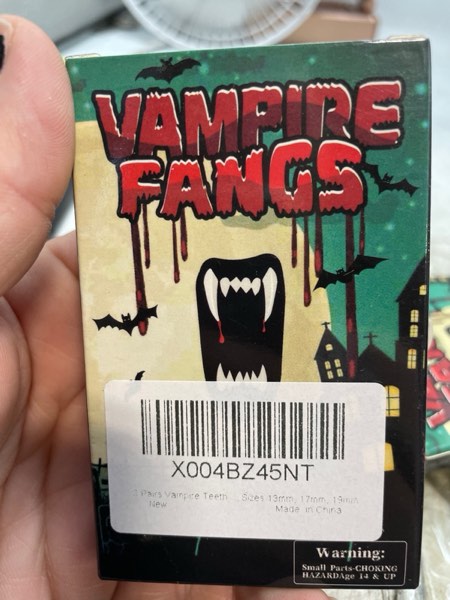 VAMPIRE
FANGS
X004BZ45NT
Pairs Vampire Teeth ... Sizes 13mm, 17mm, 19mm
New
Made in China
Warning:
Small Parts-CHOKING
HAZARDAge 14 & UP